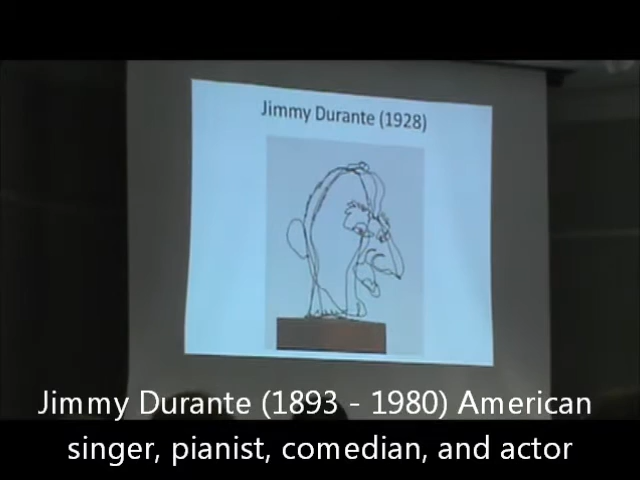 Jimmy Durante (1928)
Jimmy Durante (1893 - 1980) American
singer, pianist, comedian, and actor